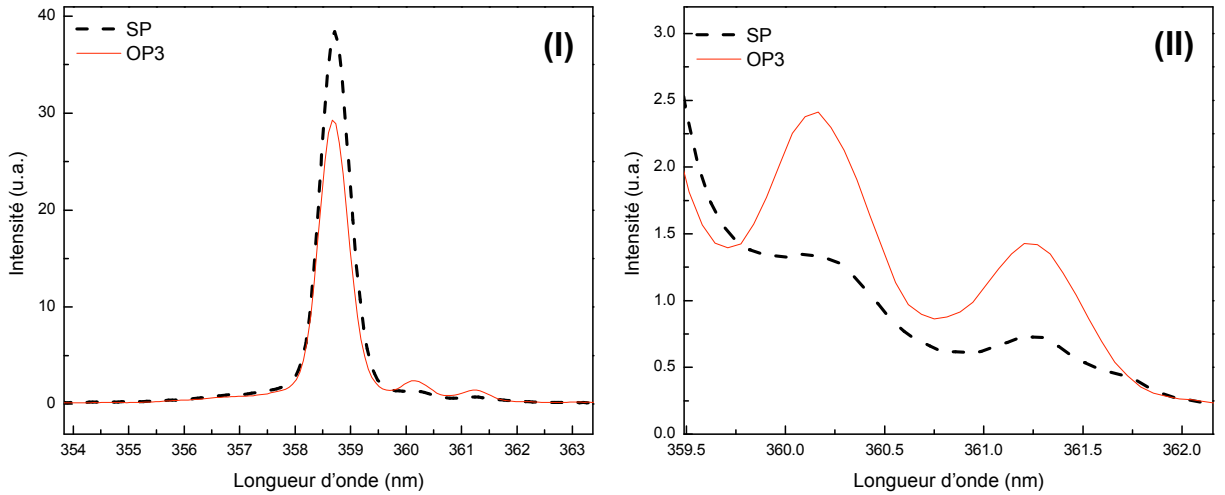 (I)
SP
OP3
Intensité (u.a.)
40
30
20
10
0
354 355 356 357 358 359 360 361 362 363
Longueur d'onde (nm)
(II)
SP
OP3
Intensité (u.a.)
3.0
2.5
2.0
1.5
1.0
0.5
0.0
359.5 360.0 360.5 361.0 361.5 362.0
Longueur d'onde (nm)